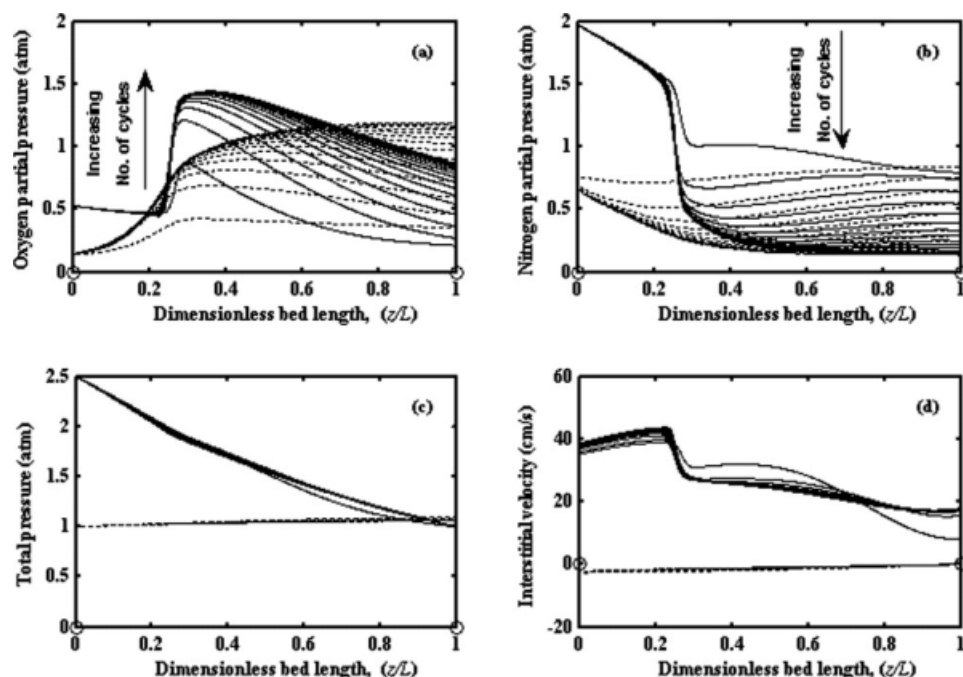 2
(a)
1.5
Increasing
No. of cycles
1
0.5
0
Oxygen partial pressure (atm)
0 0.2 0.4 0.6 0.8 1
Dimensionless bed length, (z/L)
2
(b)
1.5
Increasing
No. of cycles
1
0.5
0
Nitrogen partial pressure (atm)
0 0.2 0.4 0.6 0.8 1
Dimensionless bed length, (z/L)
2.5
(c)
2
1.5
1
0.5
0
Total pressure (atm)
0 0.2 0.4 0.6 0.8 1
Dimensionless bed length, (z/L)
60
(d)
40
20
0
-20
Interstitial velocity (cm/s)
0 0.2 0.4 0.6 0.8 1
Dimensionless bed length, (z/L)